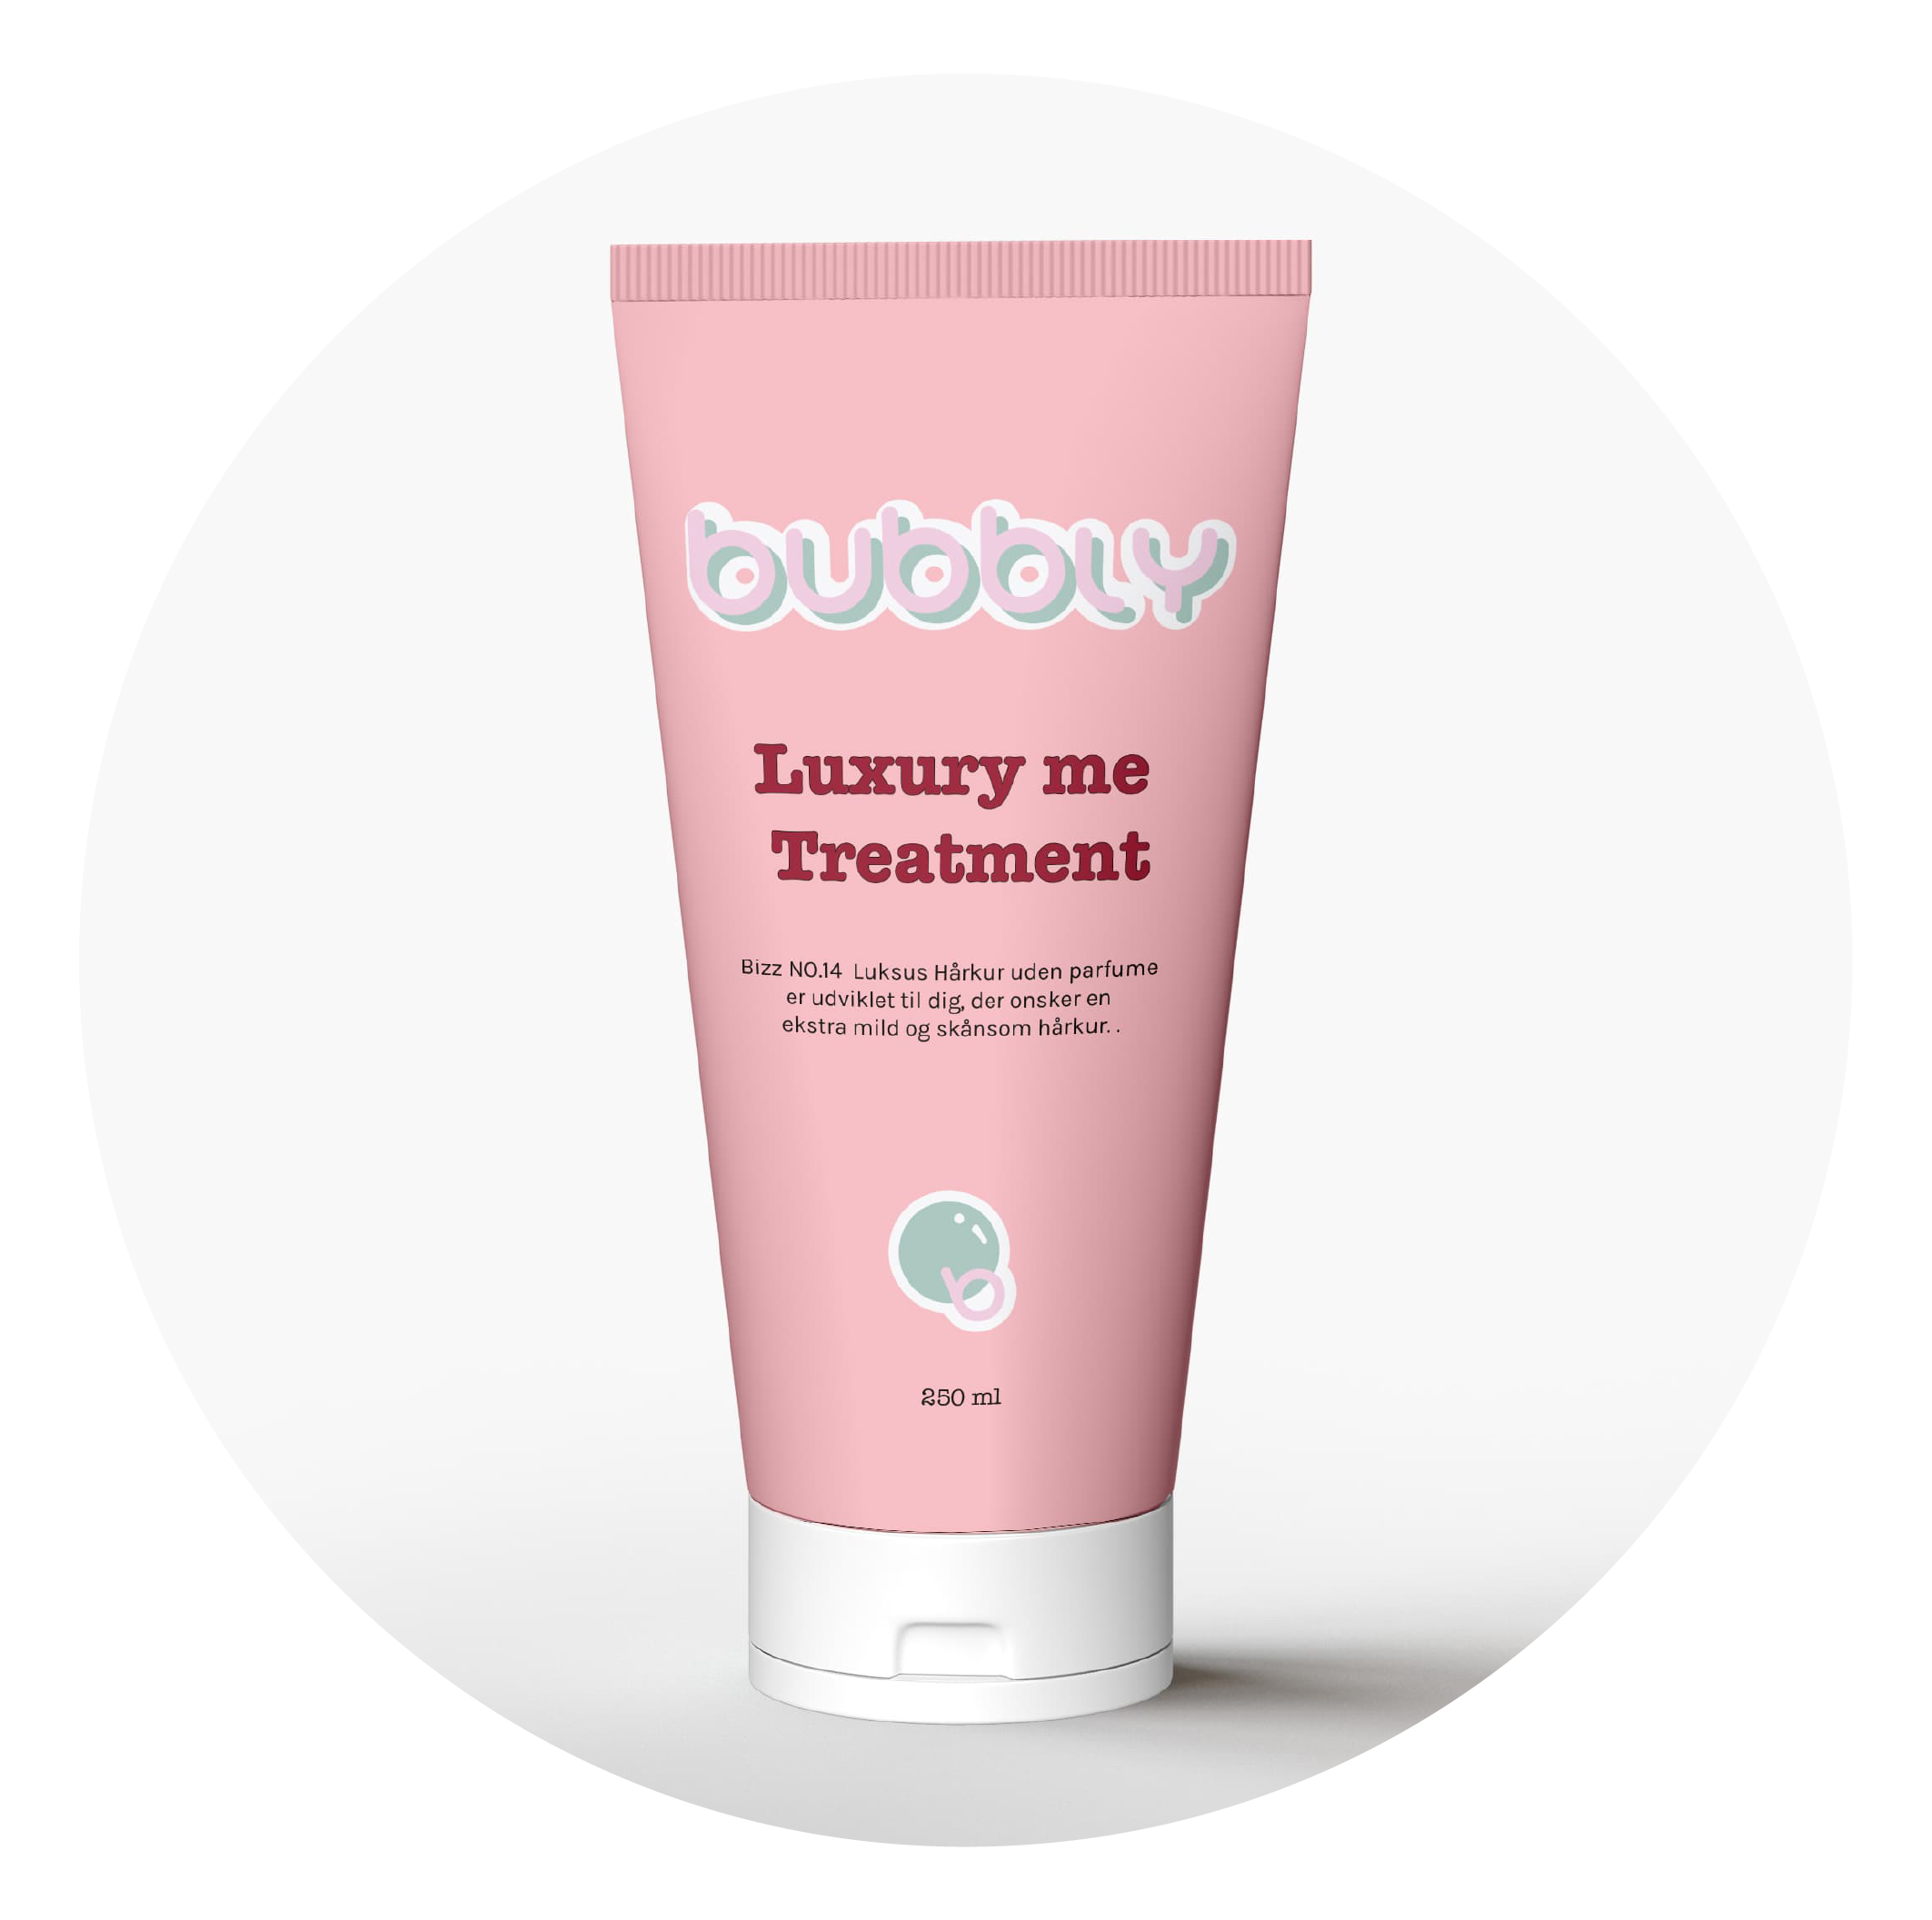 bubbly
Luxury me
Treatment
Bizz NO.14 Luksus Hårkur uden parfume
er udviklet til dig, der onsker en
ekstra mild og skånsom hårkur. .
b
250 ml